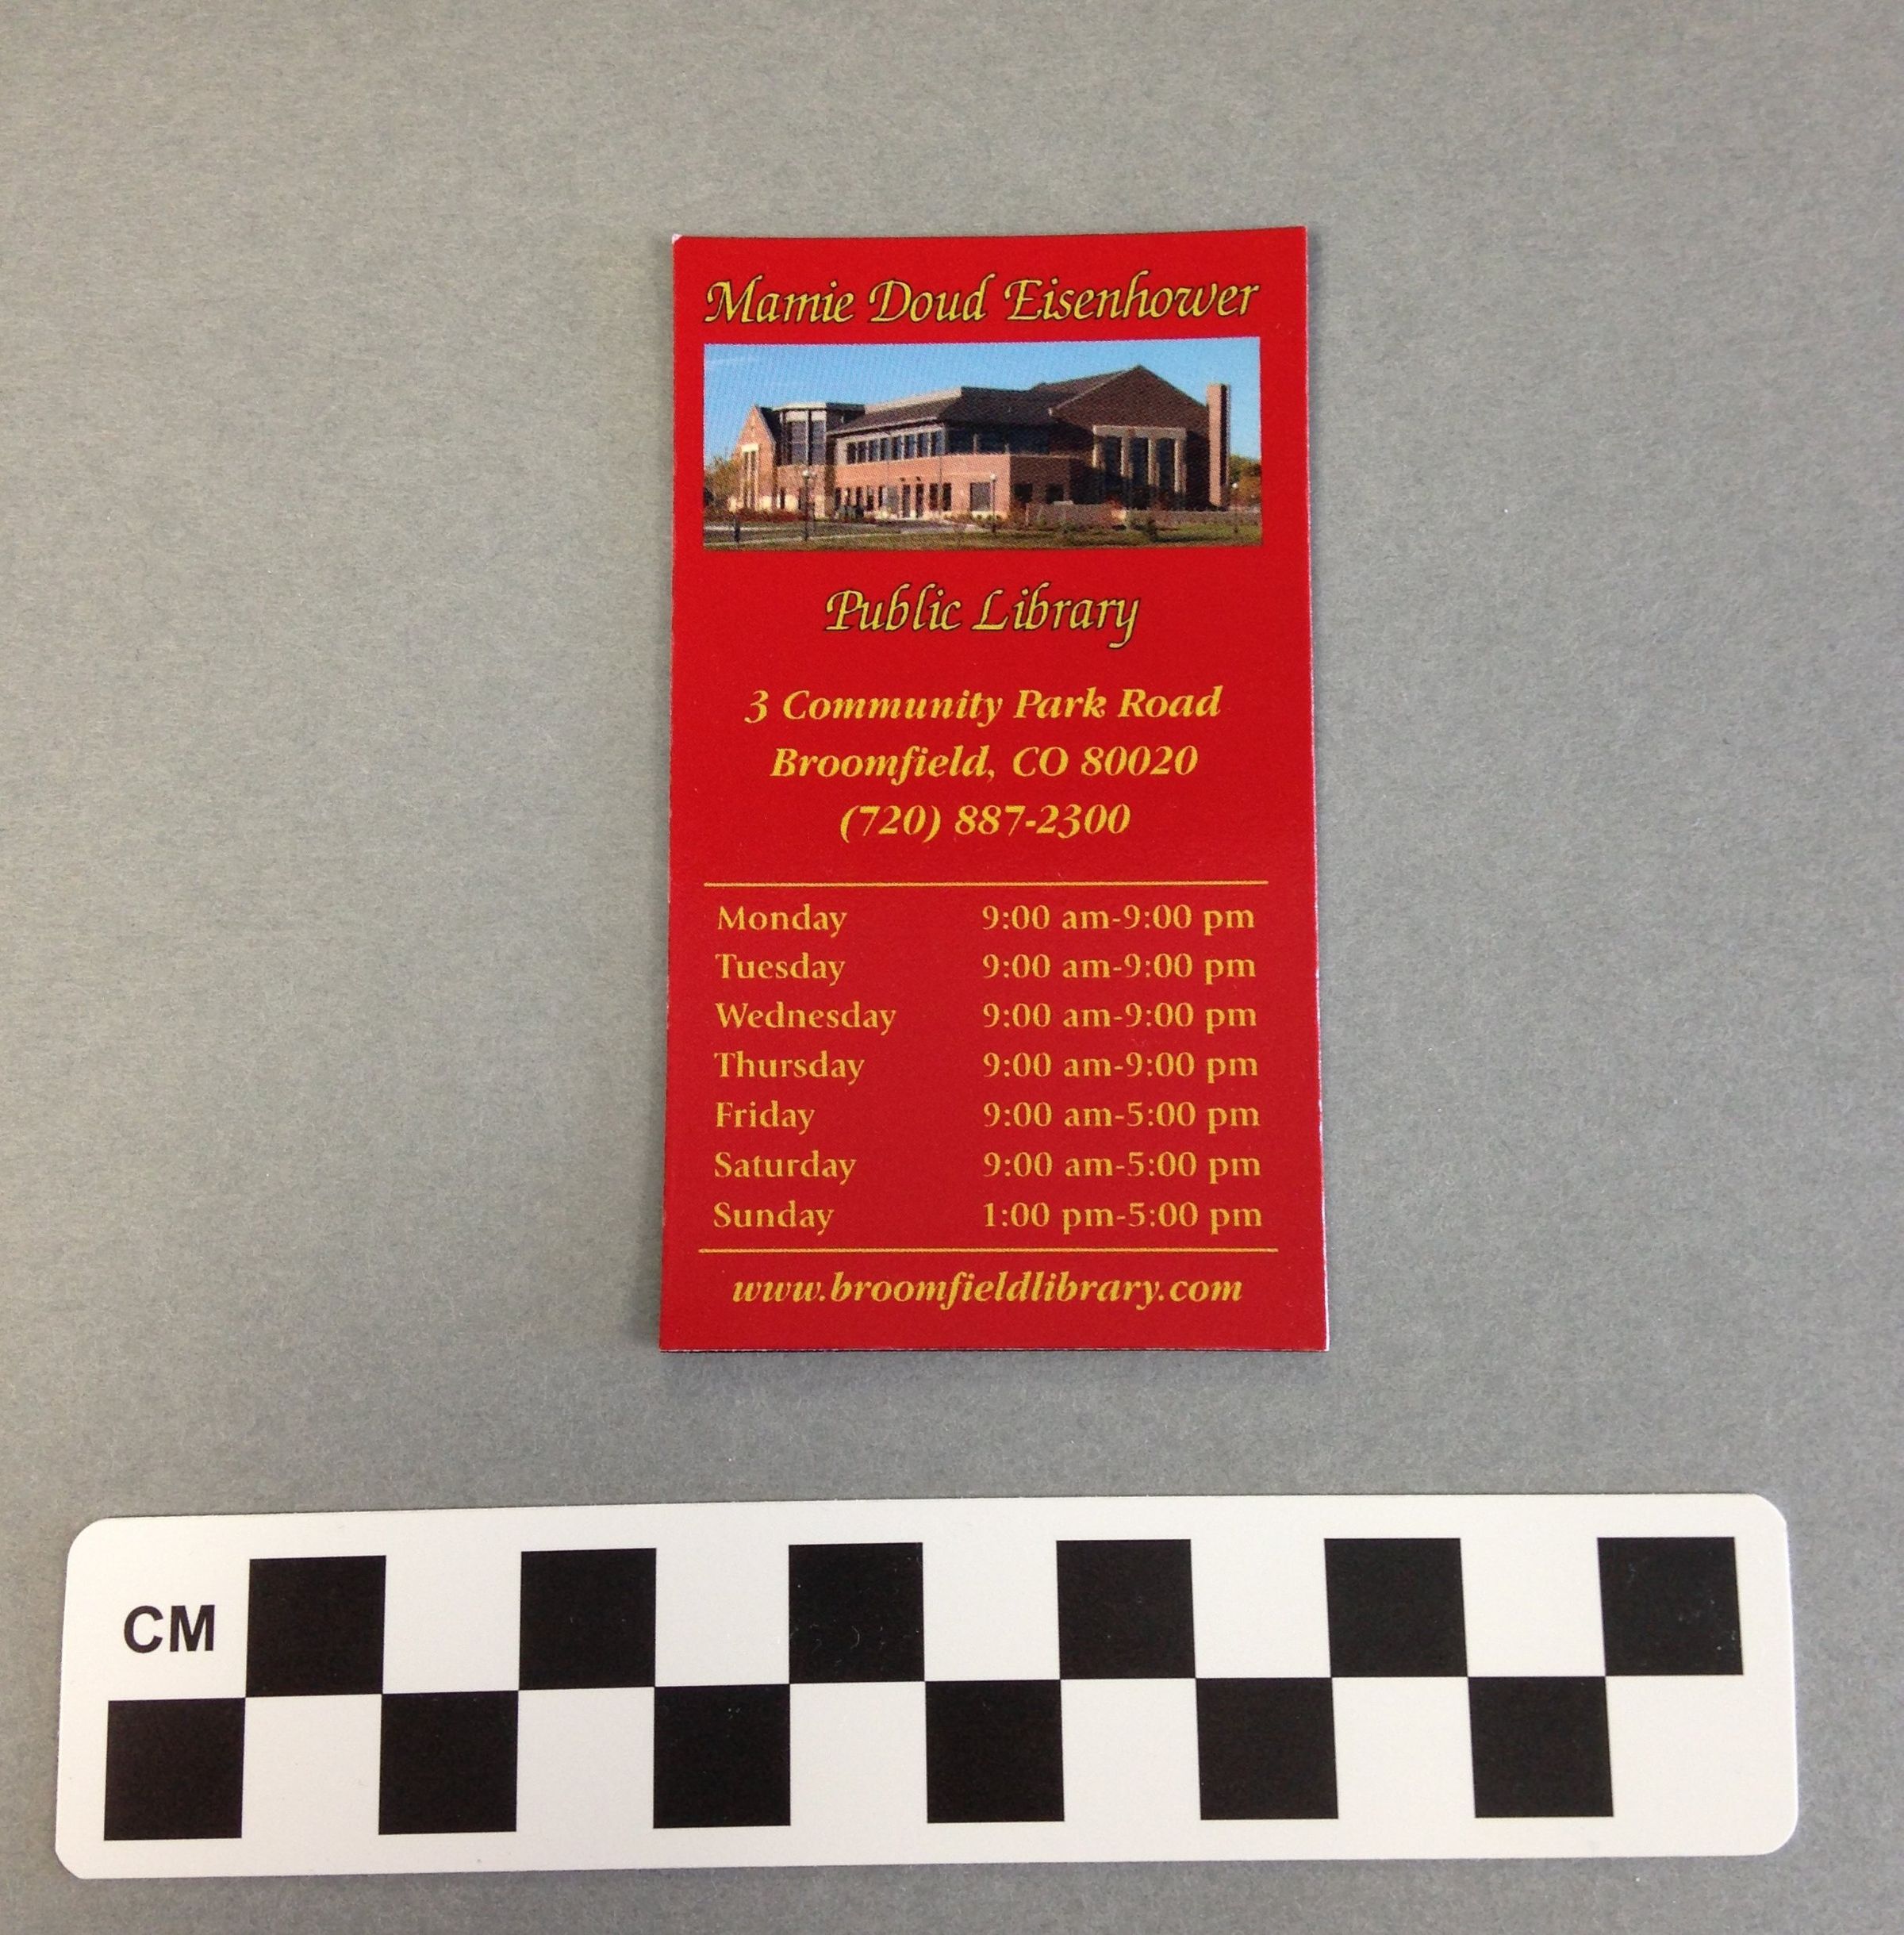 Mamie Doud Eisenhower
Public Library
3 Community Park Road
Broomfield, CO 80020
(720) 887-2300
Monday 9:00 am-9:00 pm
Tuesday 9:00 am-9:00 pm
Wednesday 9:00 am-9:00 pm
Thursday 9:00 am-9:00 pm
Friday 9:00 am-5:00 pm
Saturday 9:00 am-5:00 pm
Sunday 1:00 pm-5:00 pm
www.broomfieldlibrary.com
CM